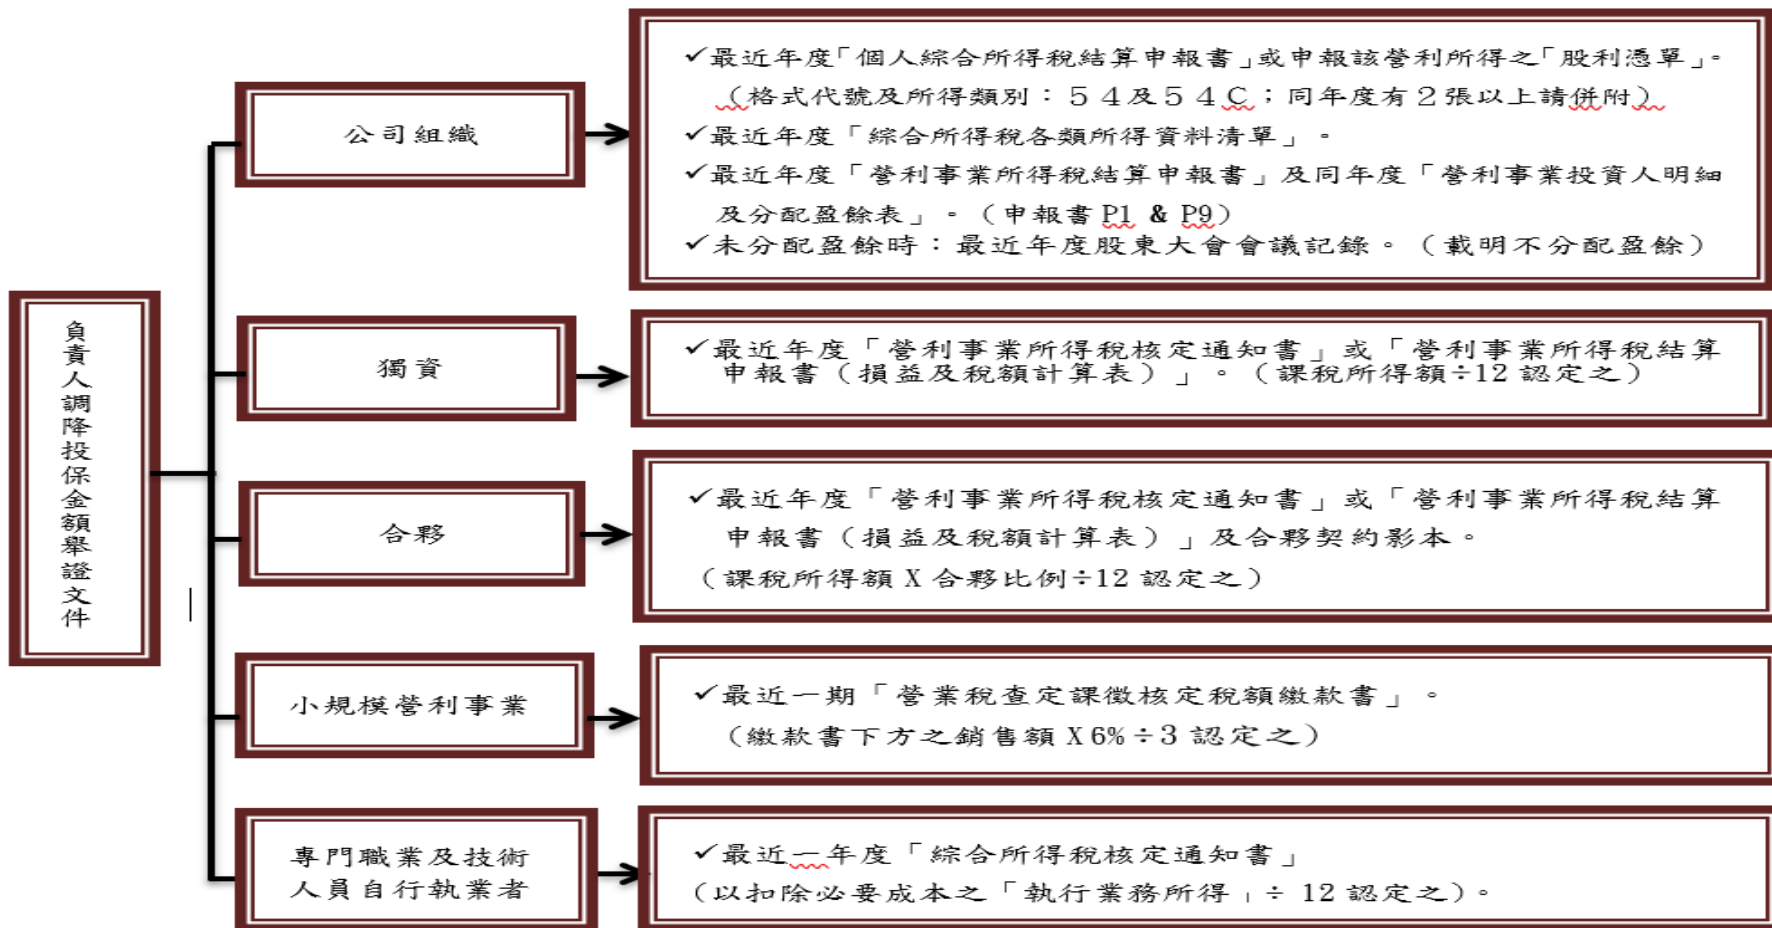 負責人調降投保金額舉證文件
公司組織
✓最近年度「個人綜合所得稅結算申報書」或申報該營利所得之「股利憑單」。
（格式代號及所得類別：５４及５４Ｃ；同年度有２張以上請併附）
✓最近年度「綜合所得稅各類所得資料清單」。
✓最近年度「營利事業所得稅結算申報書」及同年度「營利事業投資人明細
及分配盈餘表」。（申報書 P1 & P9）
✓未分配盈餘時：最近年度股東大會會議記錄。（載明不分配盈餘）
獨資
✓最近年度「營利事業所得稅核定通知書」或「營利事業所得稅結算
申報書（損益及稅額計算表）」。（課稅所得額÷12 認定之）
合夥
✓最近年度「營利事業所得稅核定通知書」或「營利事業所得稅結算
申報書（損益及稅額計算表）」及合夥契約影本。
（課稅所得額 X 合夥比例÷12 認定之）
小規模營利事業
✓最近一期「營業稅查定課徵核定稅額繳款書」。
（繳款書下方之銷售額 X 6% ÷ 3 認定之）
專門職業及技術
人員自行執業者
✓最近一年度「綜合所得稅核定通知書」
（以扣除必要成本之「執行業務所得」÷ 12 認定之）。